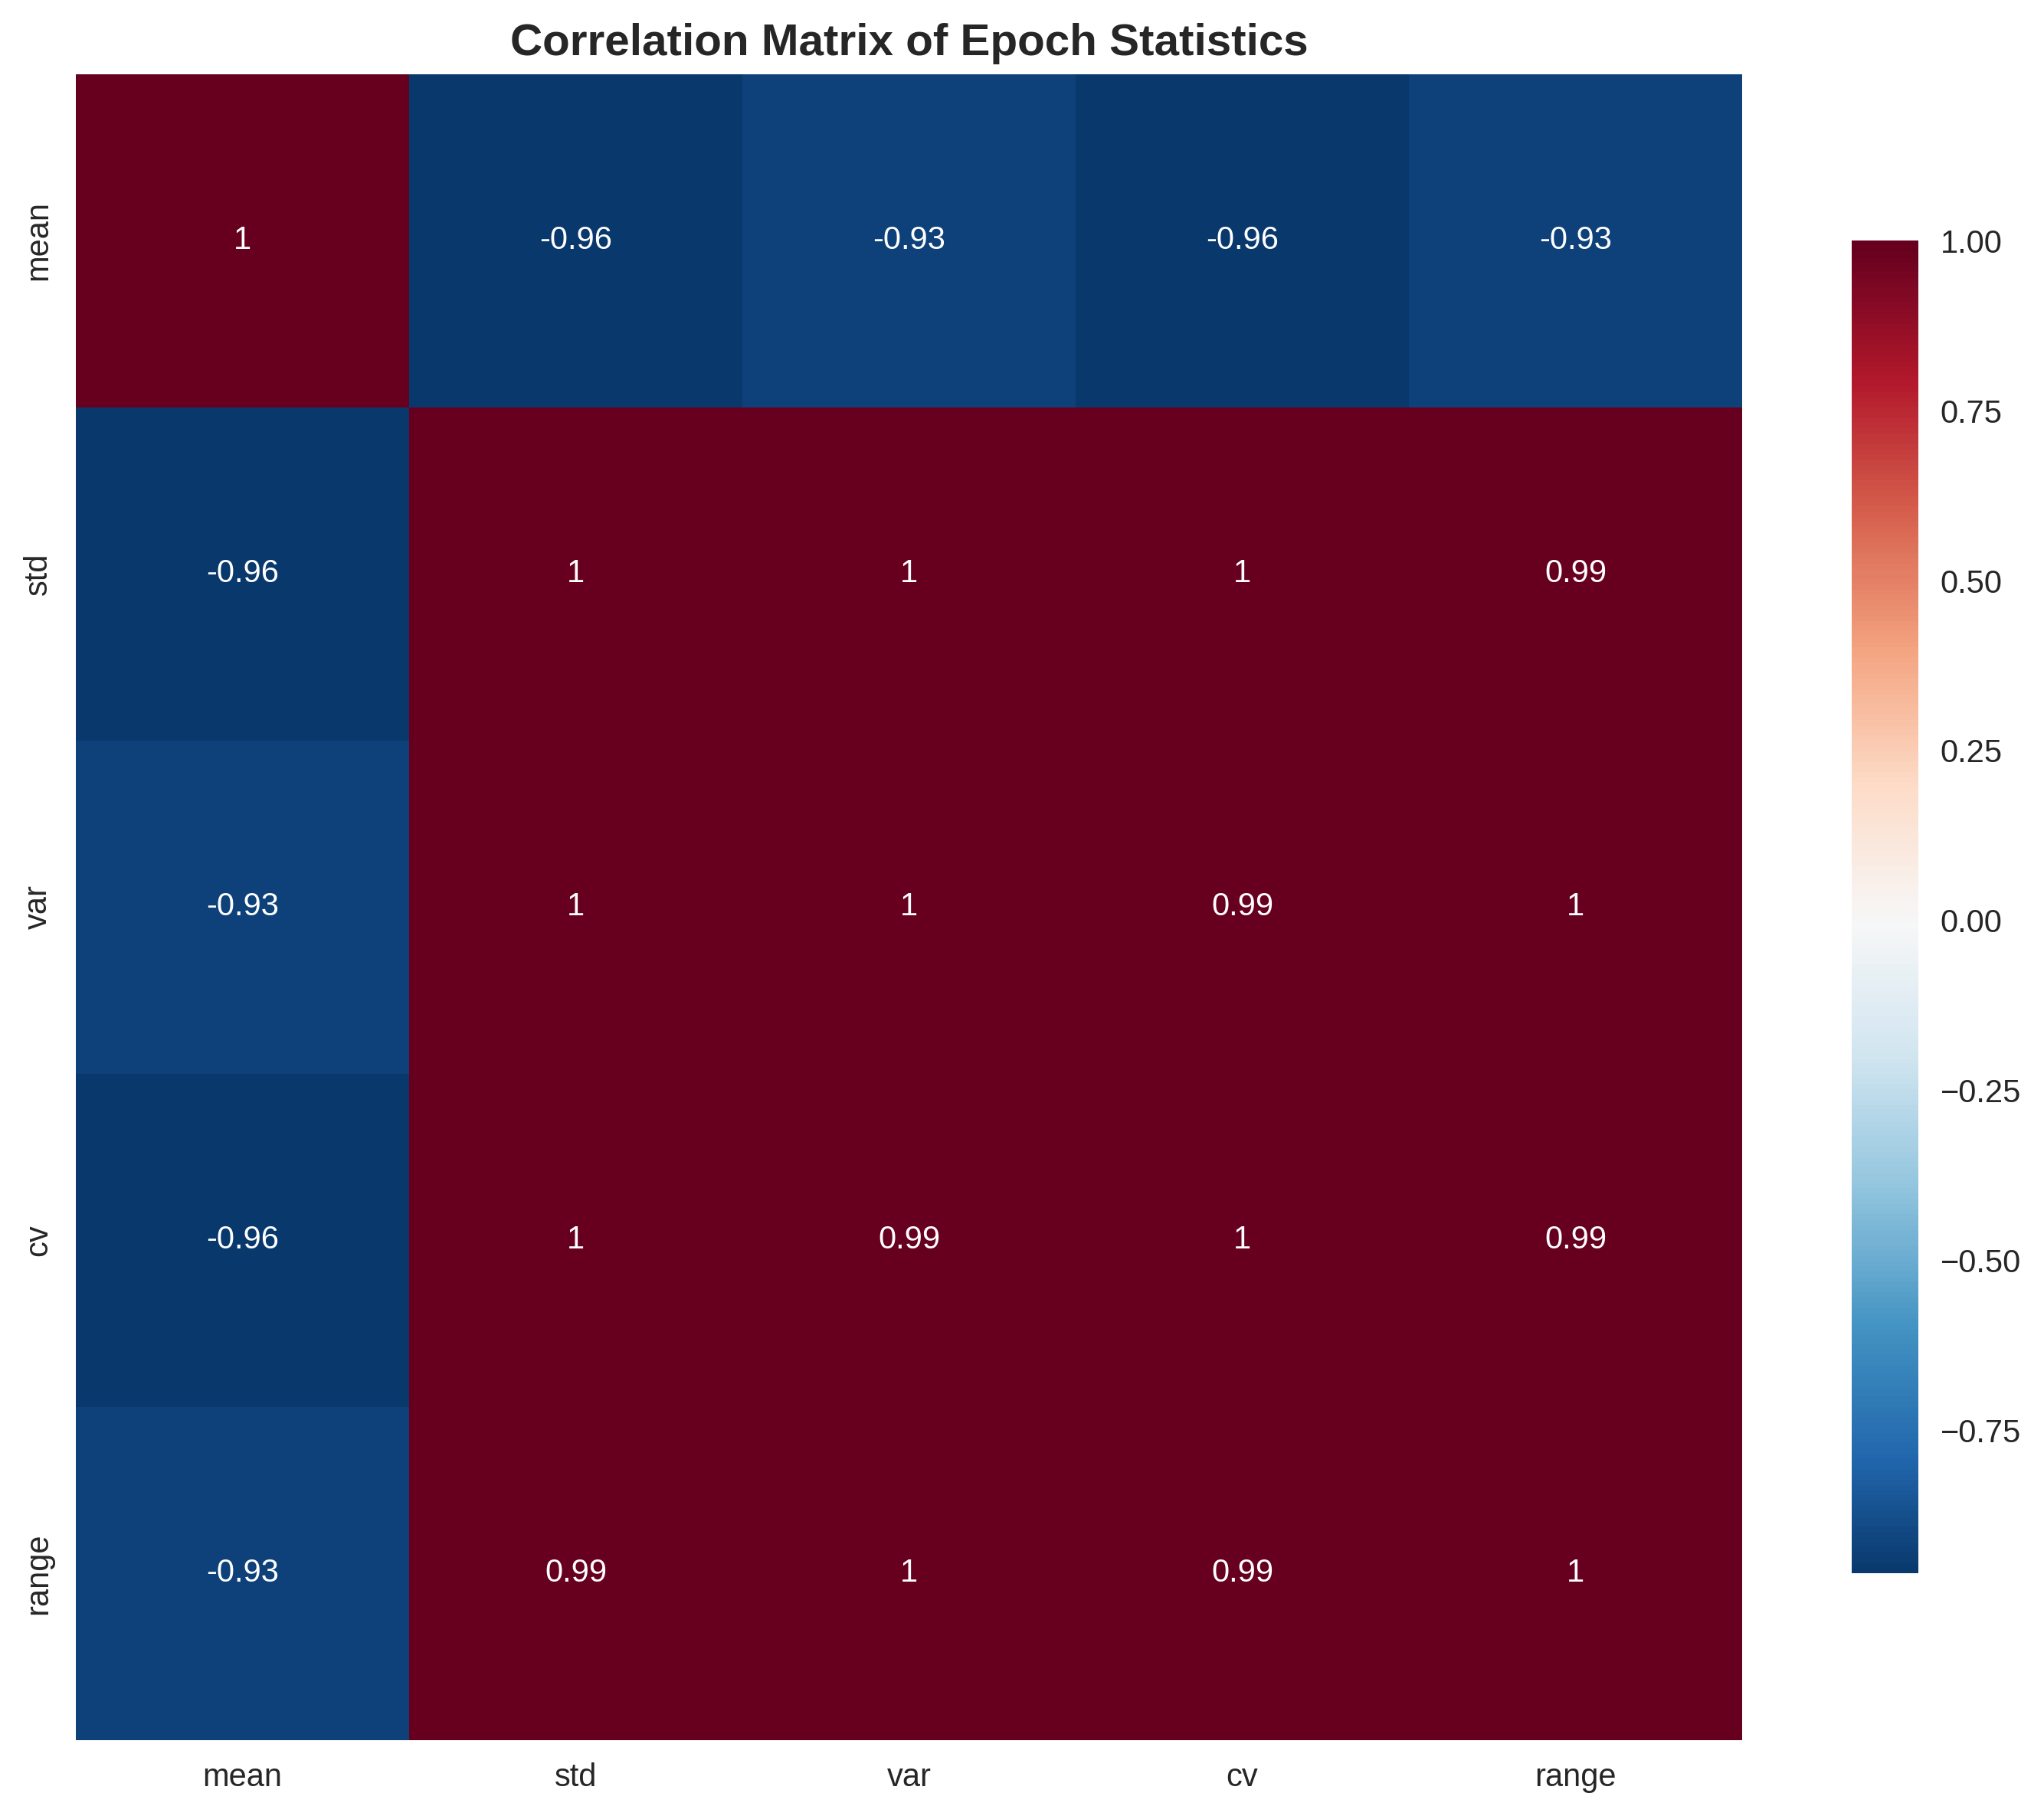 Correlation Matrix of Epoch Statistics
mean 1 -0.96 -0.93 -0.96 -0.93
std -0.96 1 1 1 0.99
var -0.93 1 1 0.99 1
cv -0.96 1 0.99 1 0.99
range -0.93 0.99 1 0.99 1
mean std var cv range
1.00
0.75
0.50
0.25
0.00
−0.25
−0.50
−0.75